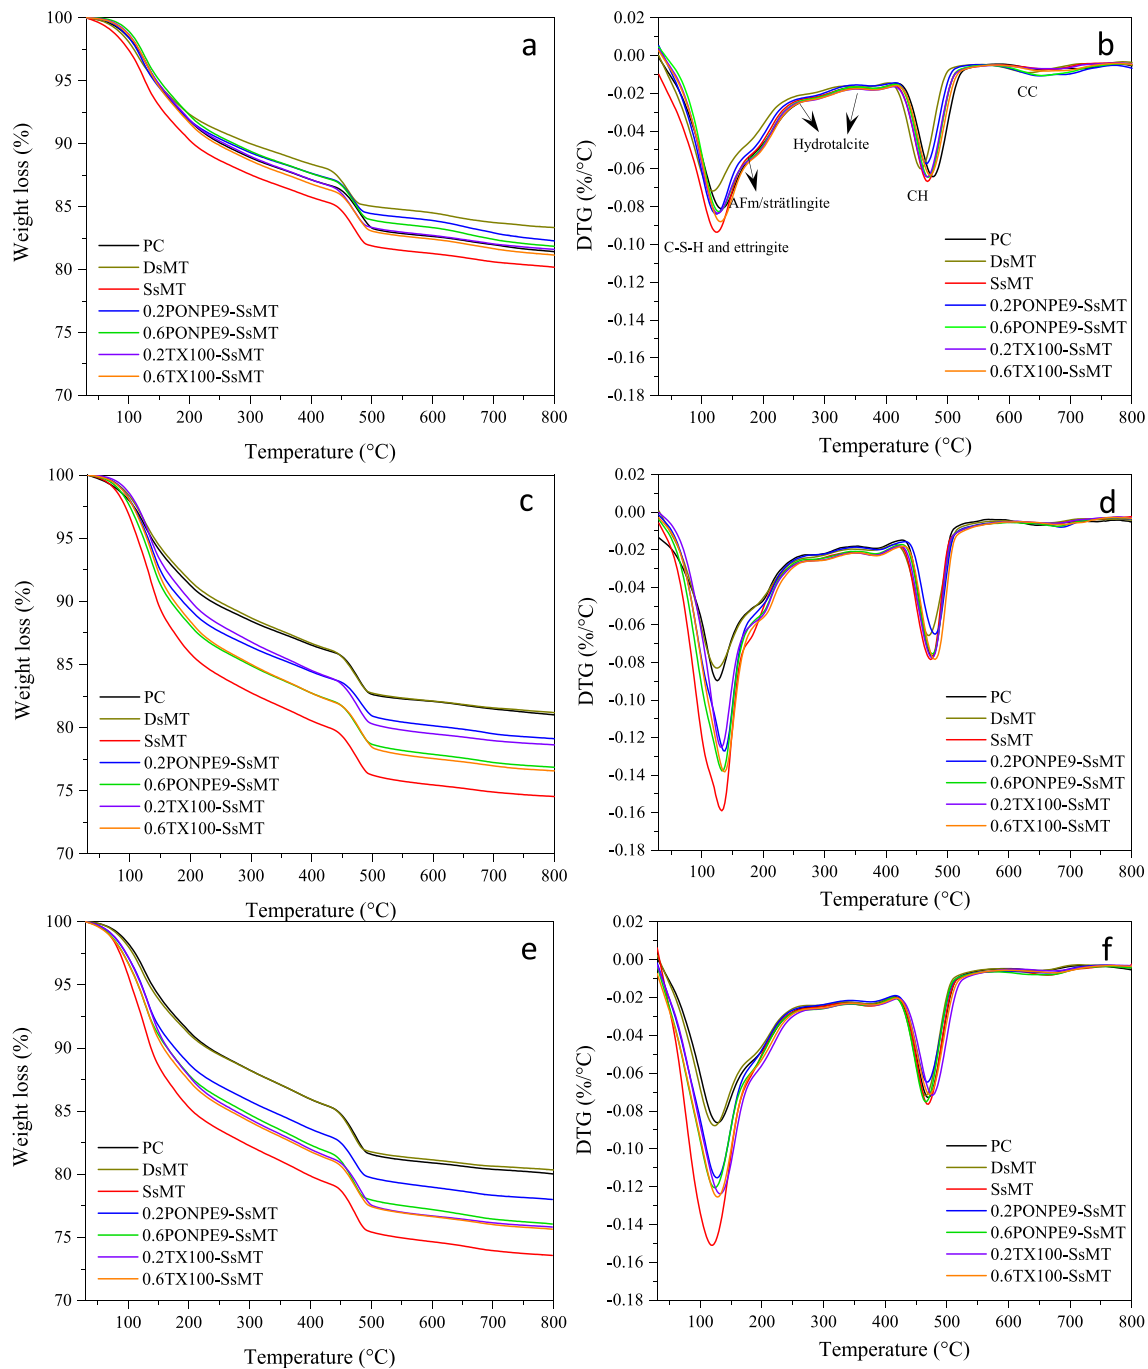 a
Weight loss (%)
100
95
90
85
80
75
70
PC
DsMT
SsMT
0.2PONPE9-SsMT
0.6PONPE9-SsMT
0.2TX100-SsMT
0.6TX100-SsMT
100 200 300 400 500 600 700 800
Temperature (°C)
b
DTG (%/°C)
0.02
0.00
-0.02
-0.04
-0.06
-0.08
-0.10
-0.12
-0.14
-0.16
-0.18
CC
Hydrotalcite
CH
AFm/strätlingite
C-S-H and ettringite
PC
DsMT
SsMT
0.2PONPE9-SsMT
0.6PONPE9-SsMT
0.2TX100-SsMT
0.6TX100-SsMT
100 200 300 400 500 600 700 800
Temperature (°C)
c
Weight loss (%)
100
95
90
85
80
75
70
PC
DsMT
SsMT
0.2PONPE9-SsMT
0.6PONPE9-SsMT
0.2TX100-SsMT
0.6TX100-SsMT
100 200 300 400 500 600 700 800
Temperature (°C)
d
DTG (%/°C)
0.02
0.00
-0.02
-0.04
-0.06
-0.08
-0.10
-0.12
-0.14
-0.16
-0.18
PC
DsMT
SsMT
0.2PONPE9-SsMT
0.6PONPE9-SsMT
0.2TX100-SsMT
0.6TX100-SsMT
100 200 300 400 500 600 700 800
Temperature (°C)
e
Weight loss (%)
100
95
90
85
80
75
70
PC
DsMT
SsMT
0.2PONPE9-SsMT
0.6PONPE9-SsMT
0.2TX100-SsMT
0.6TX100-SsMT
100 200 300 400 500 600 700 800
Temperature (°C)
f
DTG (%/°C)
0.02
0.00
-0.02
-0.04
-0.06
-0.08
-0.10
-0.12
-0.14
-0.16
-0.18
PC
DsMT
SsMT
0.2PONPE9-SsMT
0.6PONPE9-SsMT
0.2TX100-SsMT
0.6TX100-SsMT
100 200 300 400 500 600 700 800
Temperature (°C)